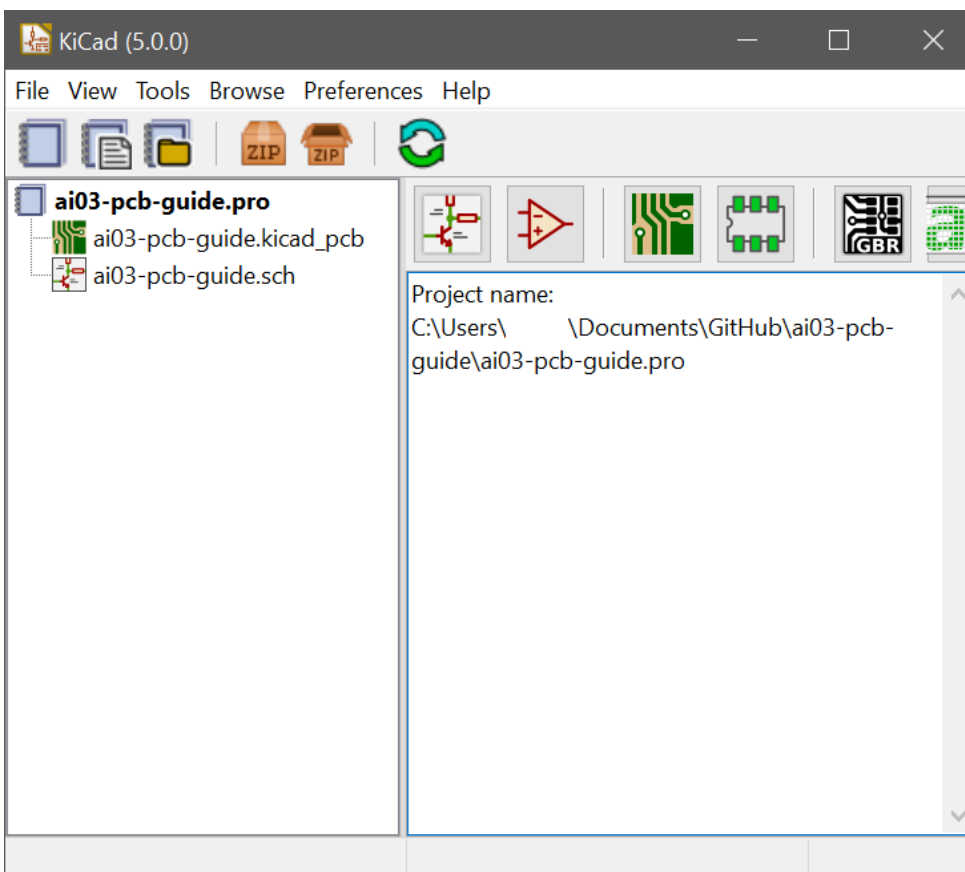 KiCad (5.0.0)
File View Tools Browse Preferences Help
ZIP ZIP
ai03-pcb-guide.pro
ai03-pcb-guide.kicad_pcb
ai03-pcb-guide.sch
GBR a
Project name:
C:\Users\ \Documents\GitHub\ai03-pcb-
guide\ai03-pcb-guide.pro